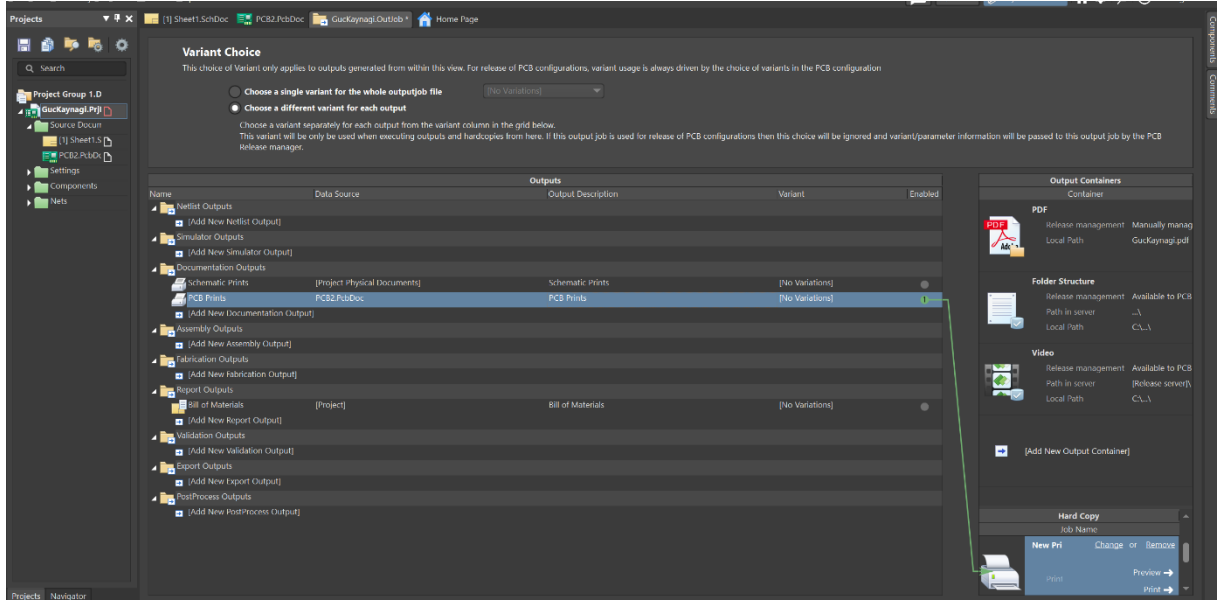 Projects
[1] Sheet1.SchDoc PCB2.PcbDoc GucKaynagi.OutJob * Home Page
Search
Project Group 1.D
GucKaynagi.PrjI
Source Docum
[1] Sheet1.S
PCB2.PcbDc
Settings
Components
Nets
Variant Choice
This choice of Variant only applies to outputs generated from within this view. For release of PCB configurations, variant usage is always driven by the choice of variants in the PCB configuration
Choose a single variant for the whole outputjob file [No Variations]
Choose a different variant for each output
Choose a variant separately for each output from the variant column in the grid below.
This variant will be only be used when executing outputs and hardcopies from here. If this output job is used for release of PCB configurations then this choice will be ignored and variant/parameter information will be passed to this output job by the PCB
Release manager.
Outputs
Name Data Source Output Description Variant Enabled
Netlist Outputs
[Add New Netlist Output]
Simulator Outputs
[Add New Simulator Output]
Documentation Outputs
Schematic Prints [Project Physical Documents] Schematic Prints [No Variations]
PCB Prints PCB2.PcbDoc PCB Prints [No Variations] 1
[Add New Documentation Output]
Assembly Outputs
[Add New Assembly Output]
Fabrication Outputs
[Add New Fabrication Output]
Report Outputs
Bill of Materials [Project] Bill of Materials [No Variations]
[Add New Report Output]
Validation Outputs
[Add New Validation Output]
Export Outputs
[Add New Export Output]
PostProcess Outputs
[Add New PostProcess Output]
Output Containers
Container
PDF
PDF
Adobe
Release management Manually manag
Local Path GucKaynagi.pdf
Folder Structure
Release management Available to PCB
Path in server ...\
Local Path C:\...\
Video
Release management Available to PCB
Path in server [Release server]\
Local Path C:\...\
[Add New Output Container]
Hard Copy
Job Name
New Pri Change or Remove
Preview
Print
Print
Components
Comments
Projects Navigator